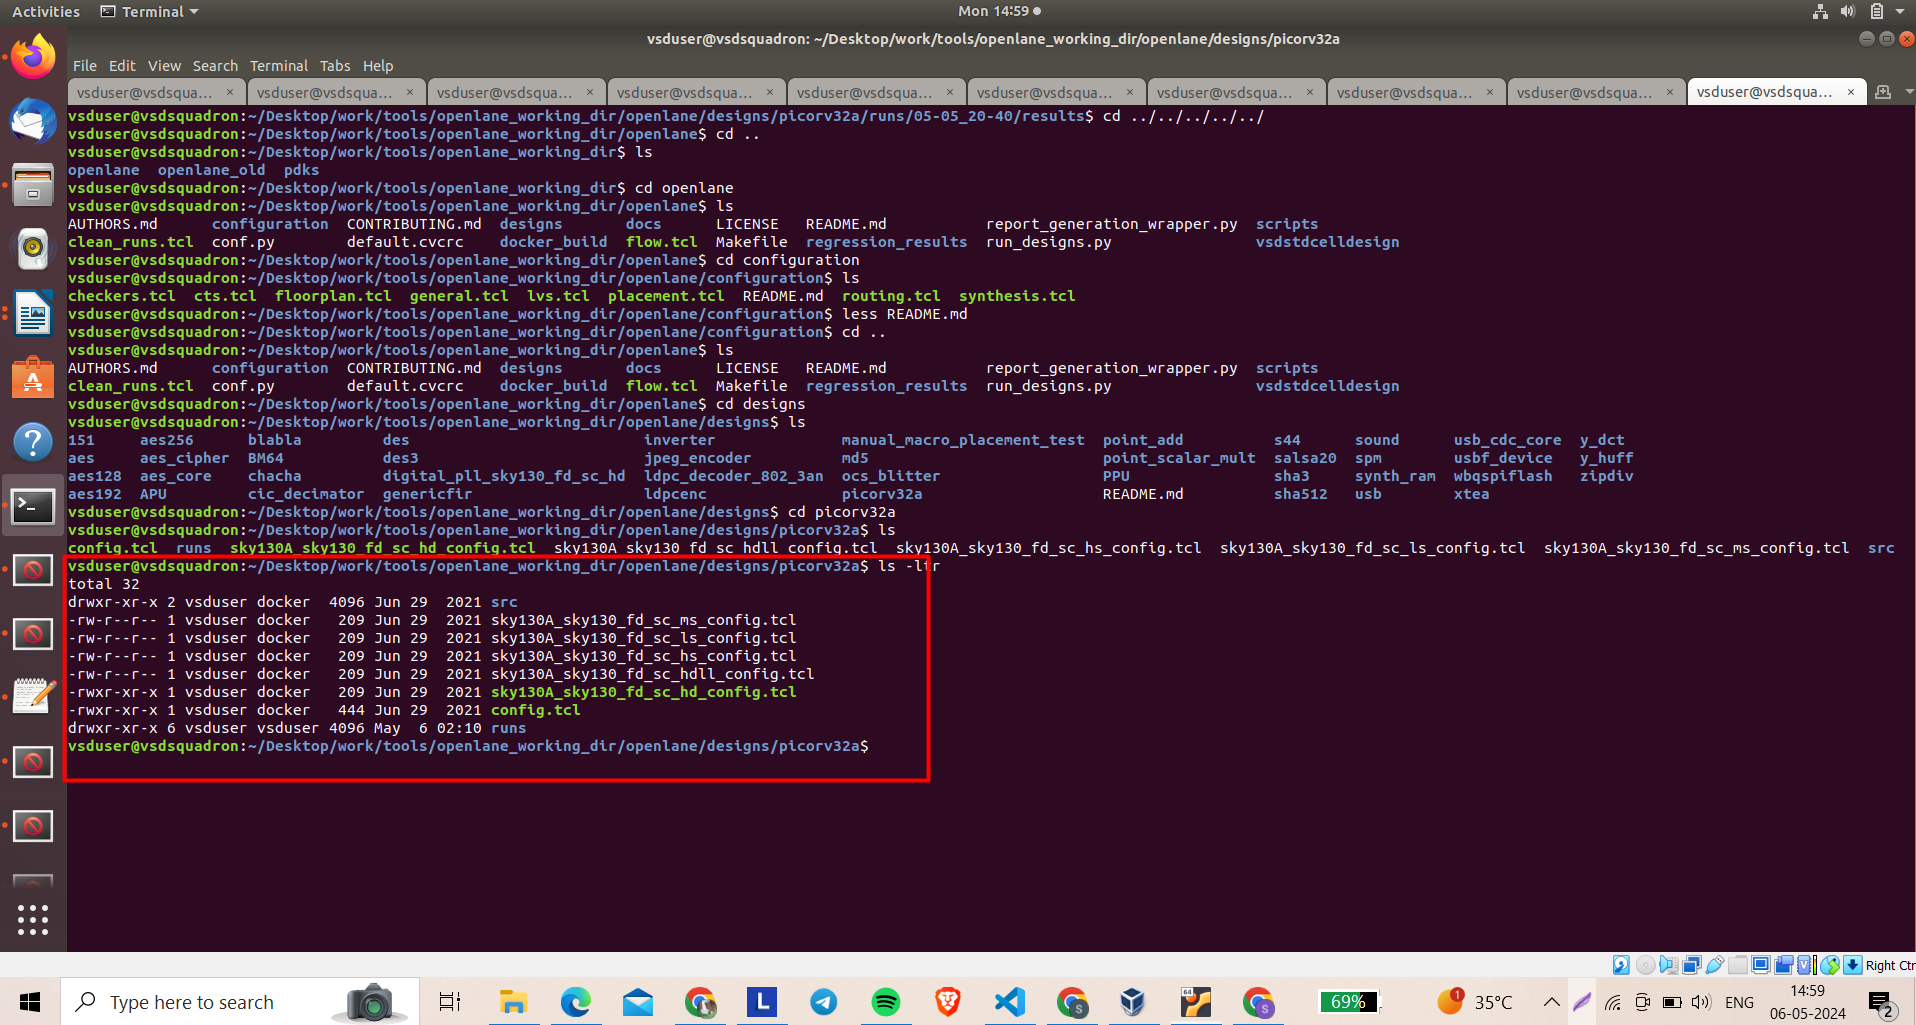 Activities Terminal Mon 14:59
vsduser@vsdsquadron: ~/Desktop/work/tools/openlane_working_dir/openlane/designs/picorv32a
File Edit View Search Terminal Tabs Help
vsduser@vsdsqua... × vsduser@vsdsqua... × vsduser@vsdsqua... × vsduser@vsdsqua... × vsduser@vsdsqua... × vsduser@vsdsqua... × vsduser@vsdsqua... × vsduser@vsdsqua... × vsduser@vsdsqua... × vsduser@vsdsqua... ×
vsduser@vsdsquadron:~/Desktop/work/tools/openlane_working_dir/openlane/designs/picorv32a/runs/05-05_20-40/results$ cd ../../../../../
vsduser@vsdsquadron:~/Desktop/work/tools/openlane_working_dir/openlane$ cd ..
vsduser@vsdsquadron:~/Desktop/work/tools/openlane_working_dir$ ls
openlane openlane_old pdks
vsduser@vsdsquadron:~/Desktop/work/tools/openlane_working_dir$ cd openlane
vsduser@vsdsquadron:~/Desktop/work/tools/openlane_working_dir/openlane$ ls
AUTHORS.md configuration CONTRIBUTING.md designs docs LICENSE README.md report_generation_wrapper.py scripts
clean_runs.tcl conf.py default.cvcrc docker_build flow.tcl Makefile regression_results run_designs.py vsdstdcelldesign
vsduser@vsdsquadron:~/Desktop/work/tools/openlane_working_dir/openlane$ cd configuration
vsduser@vsdsquadron:~/Desktop/work/tools/openlane_working_dir/openlane/configuration$ ls
checkers.tcl cts.tcl floorplan.tcl general.tcl lvs.tcl placement.tcl README.md routing.tcl synthesis.tcl
vsduser@vsdsquadron:~/Desktop/work/tools/openlane_working_dir/openlane/configuration$ less README.md
vsduser@vsdsquadron:~/Desktop/work/tools/openlane_working_dir/openlane/configuration$ cd ..
vsduser@vsdsquadron:~/Desktop/work/tools/openlane_working_dir/openlane$ ls
AUTHORS.md configuration CONTRIBUTING.md designs docs LICENSE README.md report_generation_wrapper.py scripts
clean_runs.tcl conf.py default.cvcrc docker_build flow.tcl Makefile regression_results run_designs.py vsdstdcelldesign
vsduser@vsdsquadron:~/Desktop/work/tools/openlane_working_dir/openlane$ cd designs
vsduser@vsdsquadron:~/Desktop/work/tools/openlane_working_dir/openlane/designs$ ls
151 aes256 blabla des inverter manual_macro_placement_test point_add s44 sound usb_cdc_core y_dct
aes aes_cipher BM64 des3 jpeg_encoder md5 point_scalar_mult salsa20 spm usbf_device y_huff
aes128 aes_core chacha digital_pll_sky130_fd_sc_hd ldpc_decoder_802_3an ocs_blitter PPU sha3 synth_ram wbqspiflash zipdiv
aes192 APU cic_decimator genericfir ldpcenc picorv32a README.md sha512 usb xtea
vsduser@vsdsquadron:~/Desktop/work/tools/openlane_working_dir/openlane/designs$ cd picorv32a
vsduser@vsdsquadron:~/Desktop/work/tools/openlane_working_dir/openlane/designs/picorv32a$ ls
config.tcl runs sky130A_sky130_fd_sc_hd_config.tcl sky130A_sky130_fd_sc_hdll_config.tcl sky130A_sky130_fd_sc_hs_config.tcl sky130A_sky130_fd_sc_ls_config.tcl sky130A_sky130_fd_sc_ms_config.tcl src
vsduser@vsdsquadron:~/Desktop/work/tools/openlane_working_dir/openlane/designs/picorv32a$ ls -ltr
total 32
drwxr-xr-x 2 vsduser docker 4096 Jun 29 2021 src
-rw-r--r-- 1 vsduser docker 209 Jun 29 2021 sky130A_sky130_fd_sc_ms_config.tcl
-rw-r--r-- 1 vsduser docker 209 Jun 29 2021 sky130A_sky130_fd_sc_ls_config.tcl
-rw-r--r-- 1 vsduser docker 209 Jun 29 2021 sky130A_sky130_fd_sc_hs_config.tcl
-rw-r--r-- 1 vsduser docker 209 Jun 29 2021 sky130A_sky130_fd_sc_hdll_config.tcl
-rwxr-xr-x 1 vsduser docker 209 Jun 29 2021 sky130A_sky130_fd_sc_hd_config.tcl
-rwxr-xr-x 1 vsduser docker 444 Jun 29 2021 config.tcl
drwxr-xr-x 6 vsduser vsduser 4096 May 6 02:10 runs
vsduser@vsdsquadron:~/Desktop/work/tools/openlane_working_dir/openlane/designs/picorv32a$
Right Ctr
Type here to search 69% 1 35°C ENG 14:59
06-05-2024 2